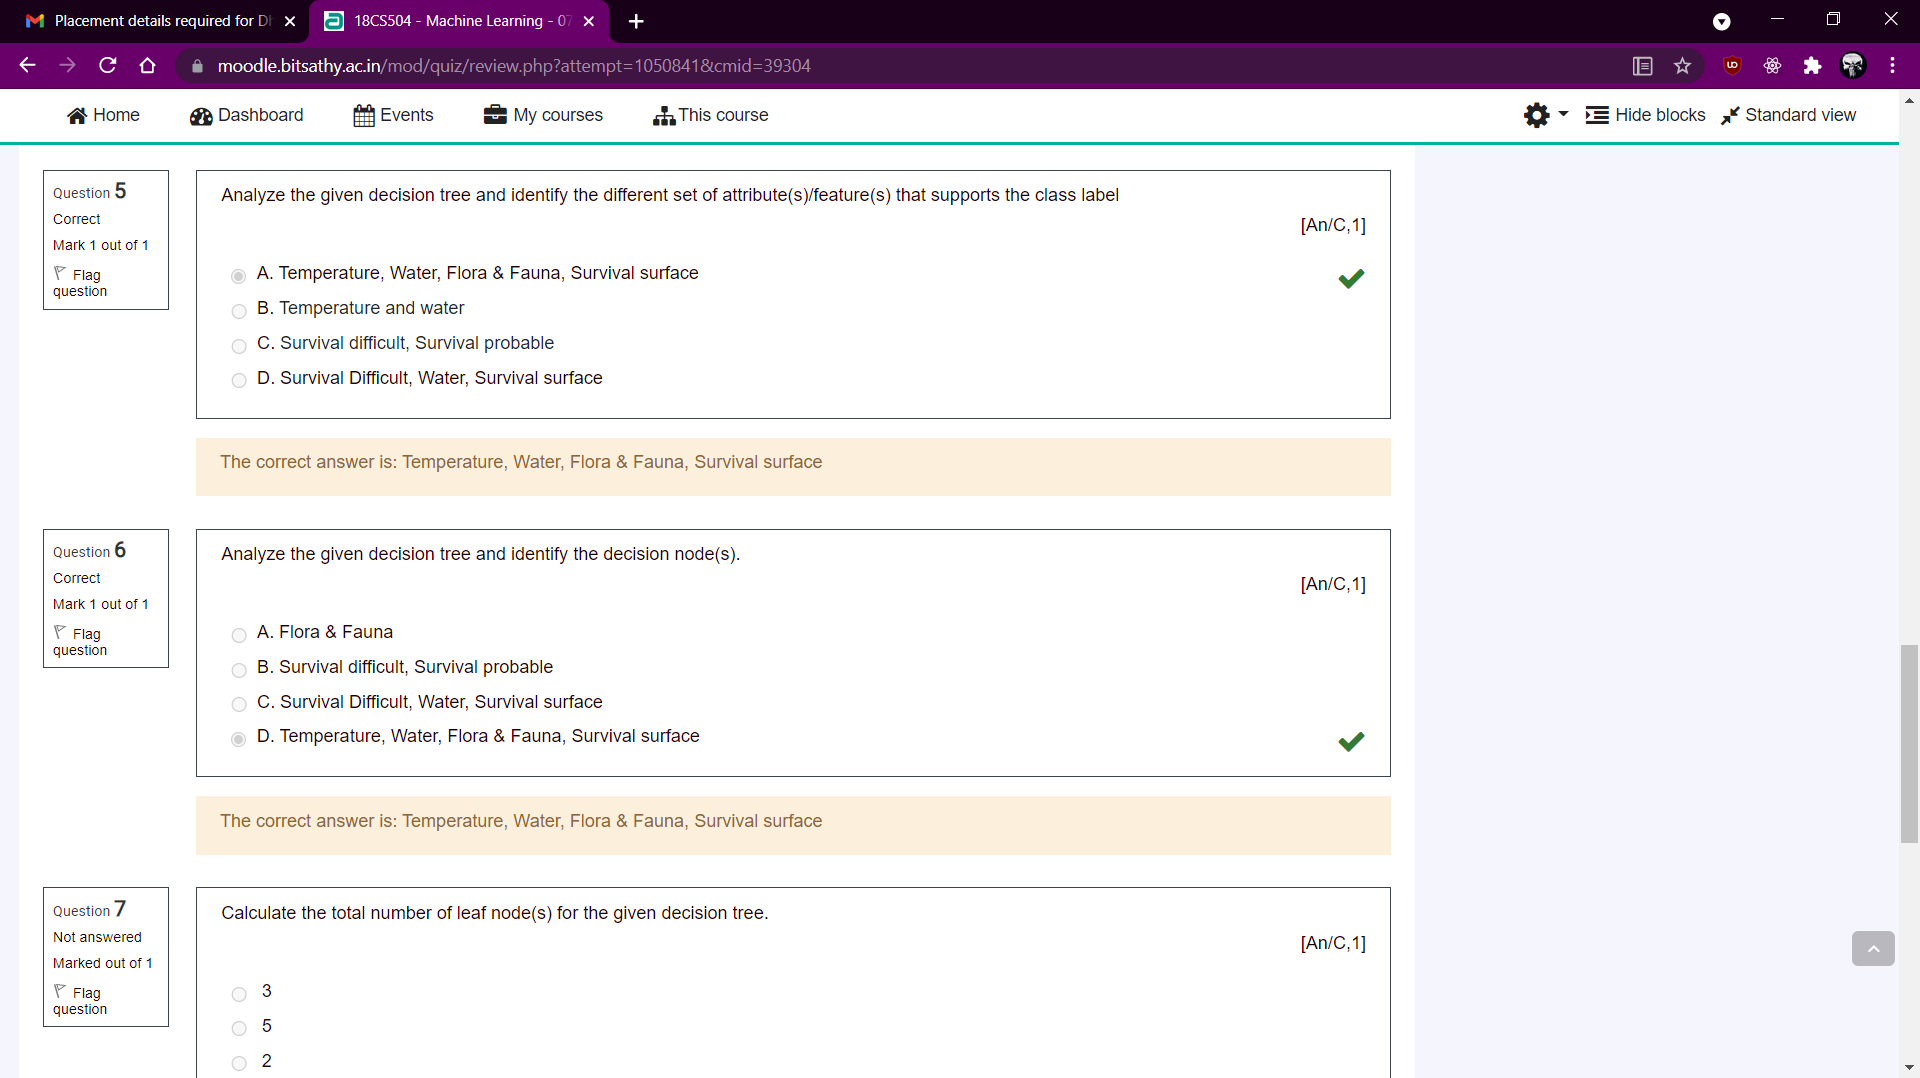 Placement details required for Dh
18CS504 - Machine Learning - 07
moodle.bitsathy.ac.in/mod/quiz/review.php?attempt=1050841&cmid=39304
Home
Dashboard
Events
My courses
This course
Hide blocks
Standard view
Question 5
Correct
Mark 1 out of 1
Flag
question
Analyze the given decision tree and identify the different set of attribute(s)/feature(s) that supports the class label
[An/C,1]
A. Temperature, Water, Flora & Fauna, Survival surface
B. Temperature and water
C. Survival difficult, Survival probable
D. Survival Difficult, Water, Survival surface
The correct answer is: Temperature, Water, Flora & Fauna, Survival surface
Question 6
Correct
Mark 1 out of 1
Flag
question
Analyze the given decision tree and identify the decision node(s).
[An/C,1]
A. Flora & Fauna
B. Survival difficult, Survival probable
C. Survival Difficult, Water, Survival surface
D. Temperature, Water, Flora & Fauna, Survival surface
The correct answer is: Temperature, Water, Flora & Fauna, Survival surface
Question 7
Not answered
Marked out of 1
Flag
question
Calculate the total number of leaf node(s) for the given decision tree.
[An/C,1]
3
5
2